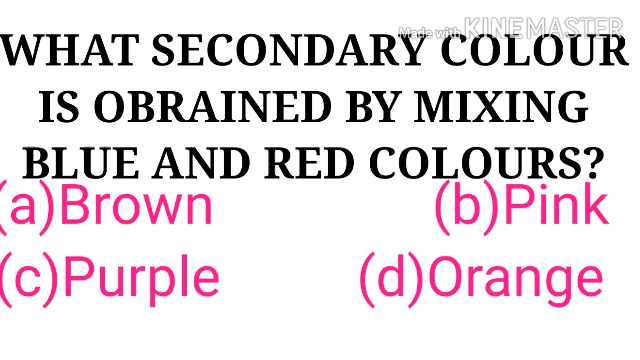 Made with KINEMASTER
WHAT SECONDARY COLOUR
IS OBRAINED BY MIXING
BLUE AND RED COLOURS?
(a)Brown (b)Pink
(c)Purple (d)Orange